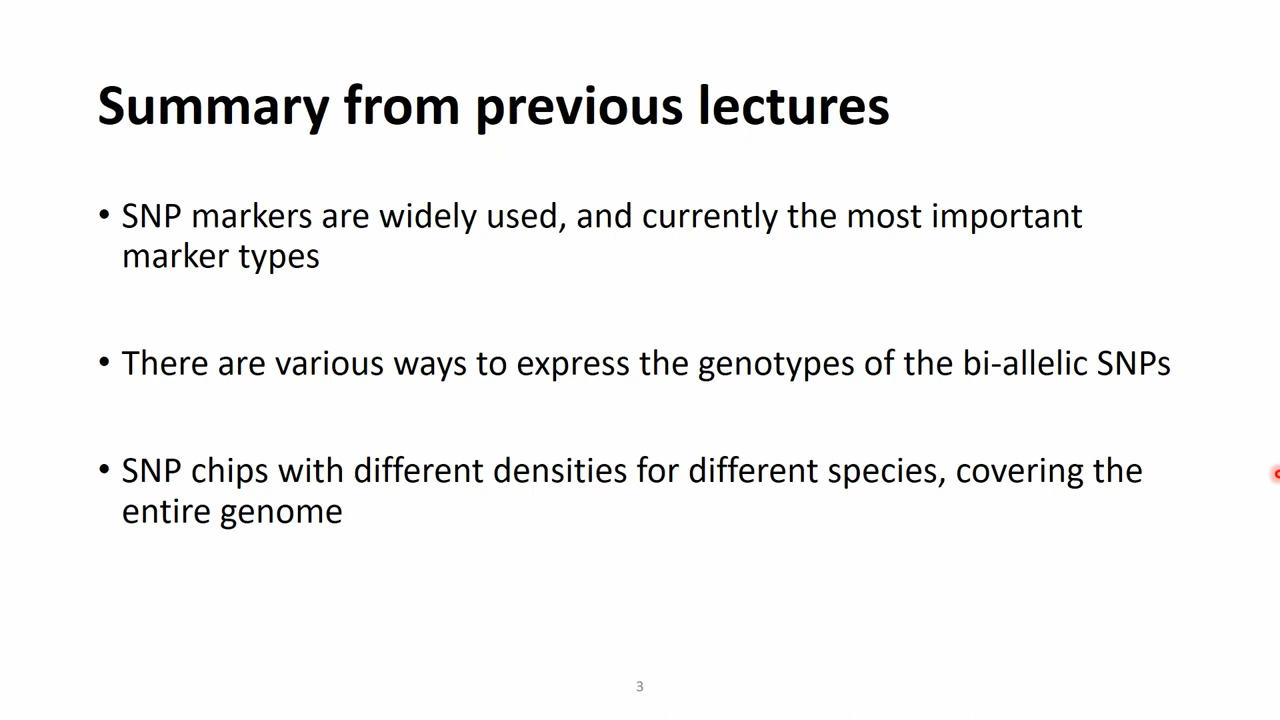 Summary from previous lectures
• SNP markers are widely used, and currently the most important
marker types
• There are various ways to express the genotypes of the bi-allelic SNPs
• SNP chips with different densities for different species, covering the
entire genome
3